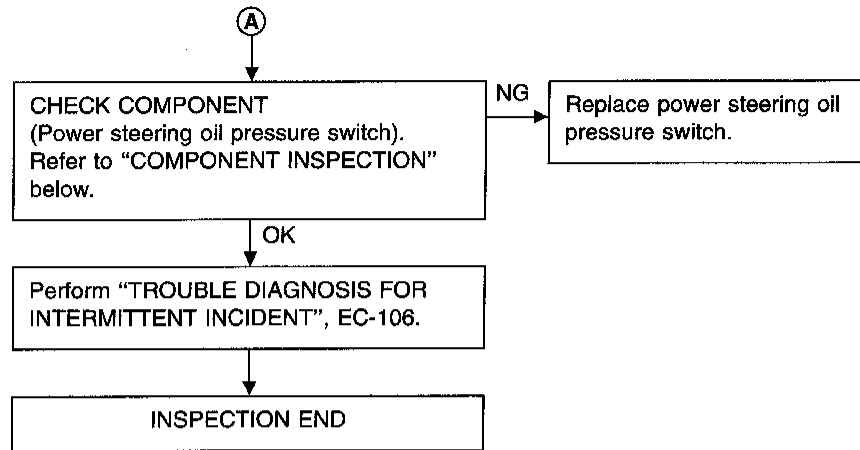 A
CHECK COMPONENT
(Power steering oil pressure switch).
Refer to “COMPONENT INSPECTION”
below.
NG
Replace power steering oil
pressure switch.
OK
Perform “TROUBLE DIAGNOSIS FOR
INTERMITTENT INCIDENT”, EC-106.
INSPECTION END